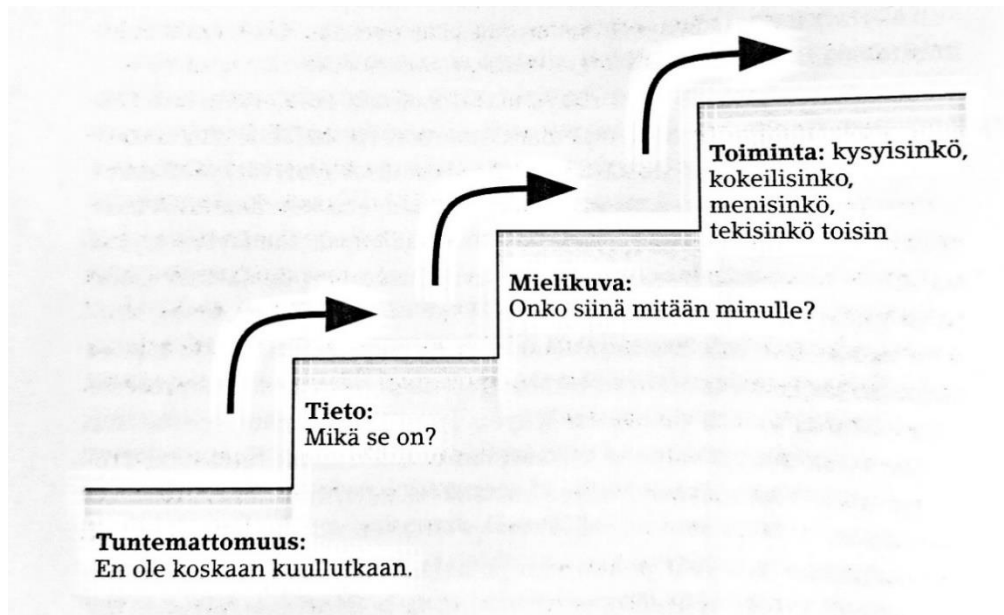 Toiminta: kysyisinkö,
kokeilisinko,
menisinkö,
tekisinkö toisin
Mielikuva:
Onko siinä mitään minulle?
Tieto:
Mikä se on?
Tuntemattomuus:
En ole koskaan kuullutkaan.